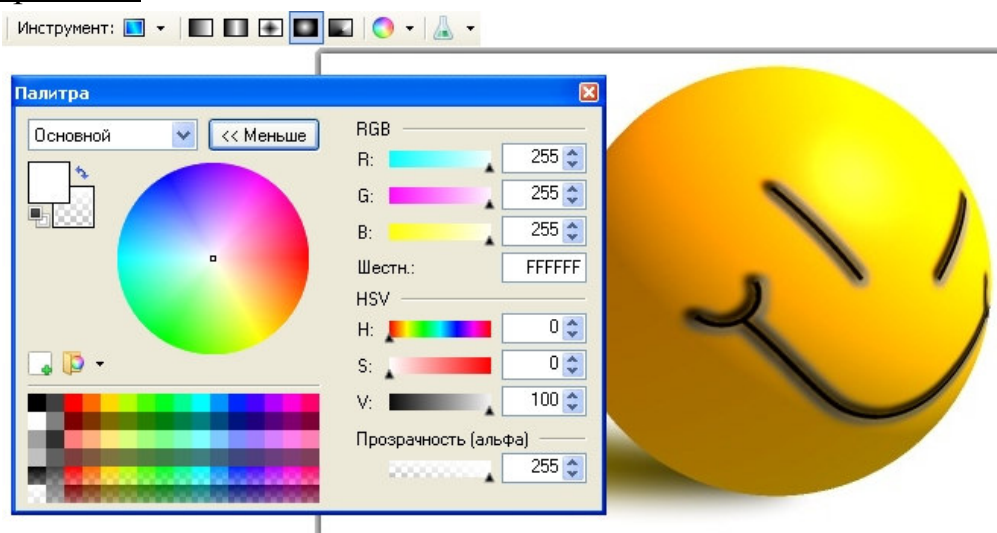 Инструмент:
Палитра
Основной
<< Меньше
RGB
R: 255
G: 255
B: 255
Шестн.: FFFFFF
HSV
H: 0
S: 0
V: 100
Прозрачность (альфа)
255